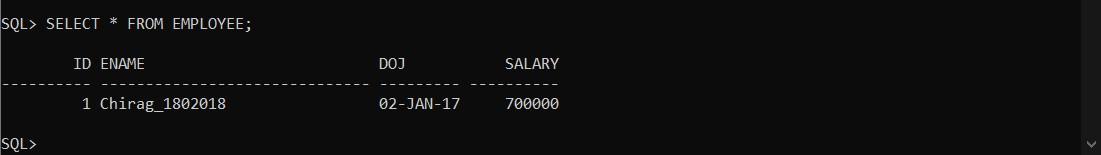 SQL> SELECT * FROM EMPLOYEE;
        ID ENAME                          DOJ           SALARY
---------- ------------------------------ --------- ----------
         1 Chirag_1802018                 02-JAN-17     700000
SQL>